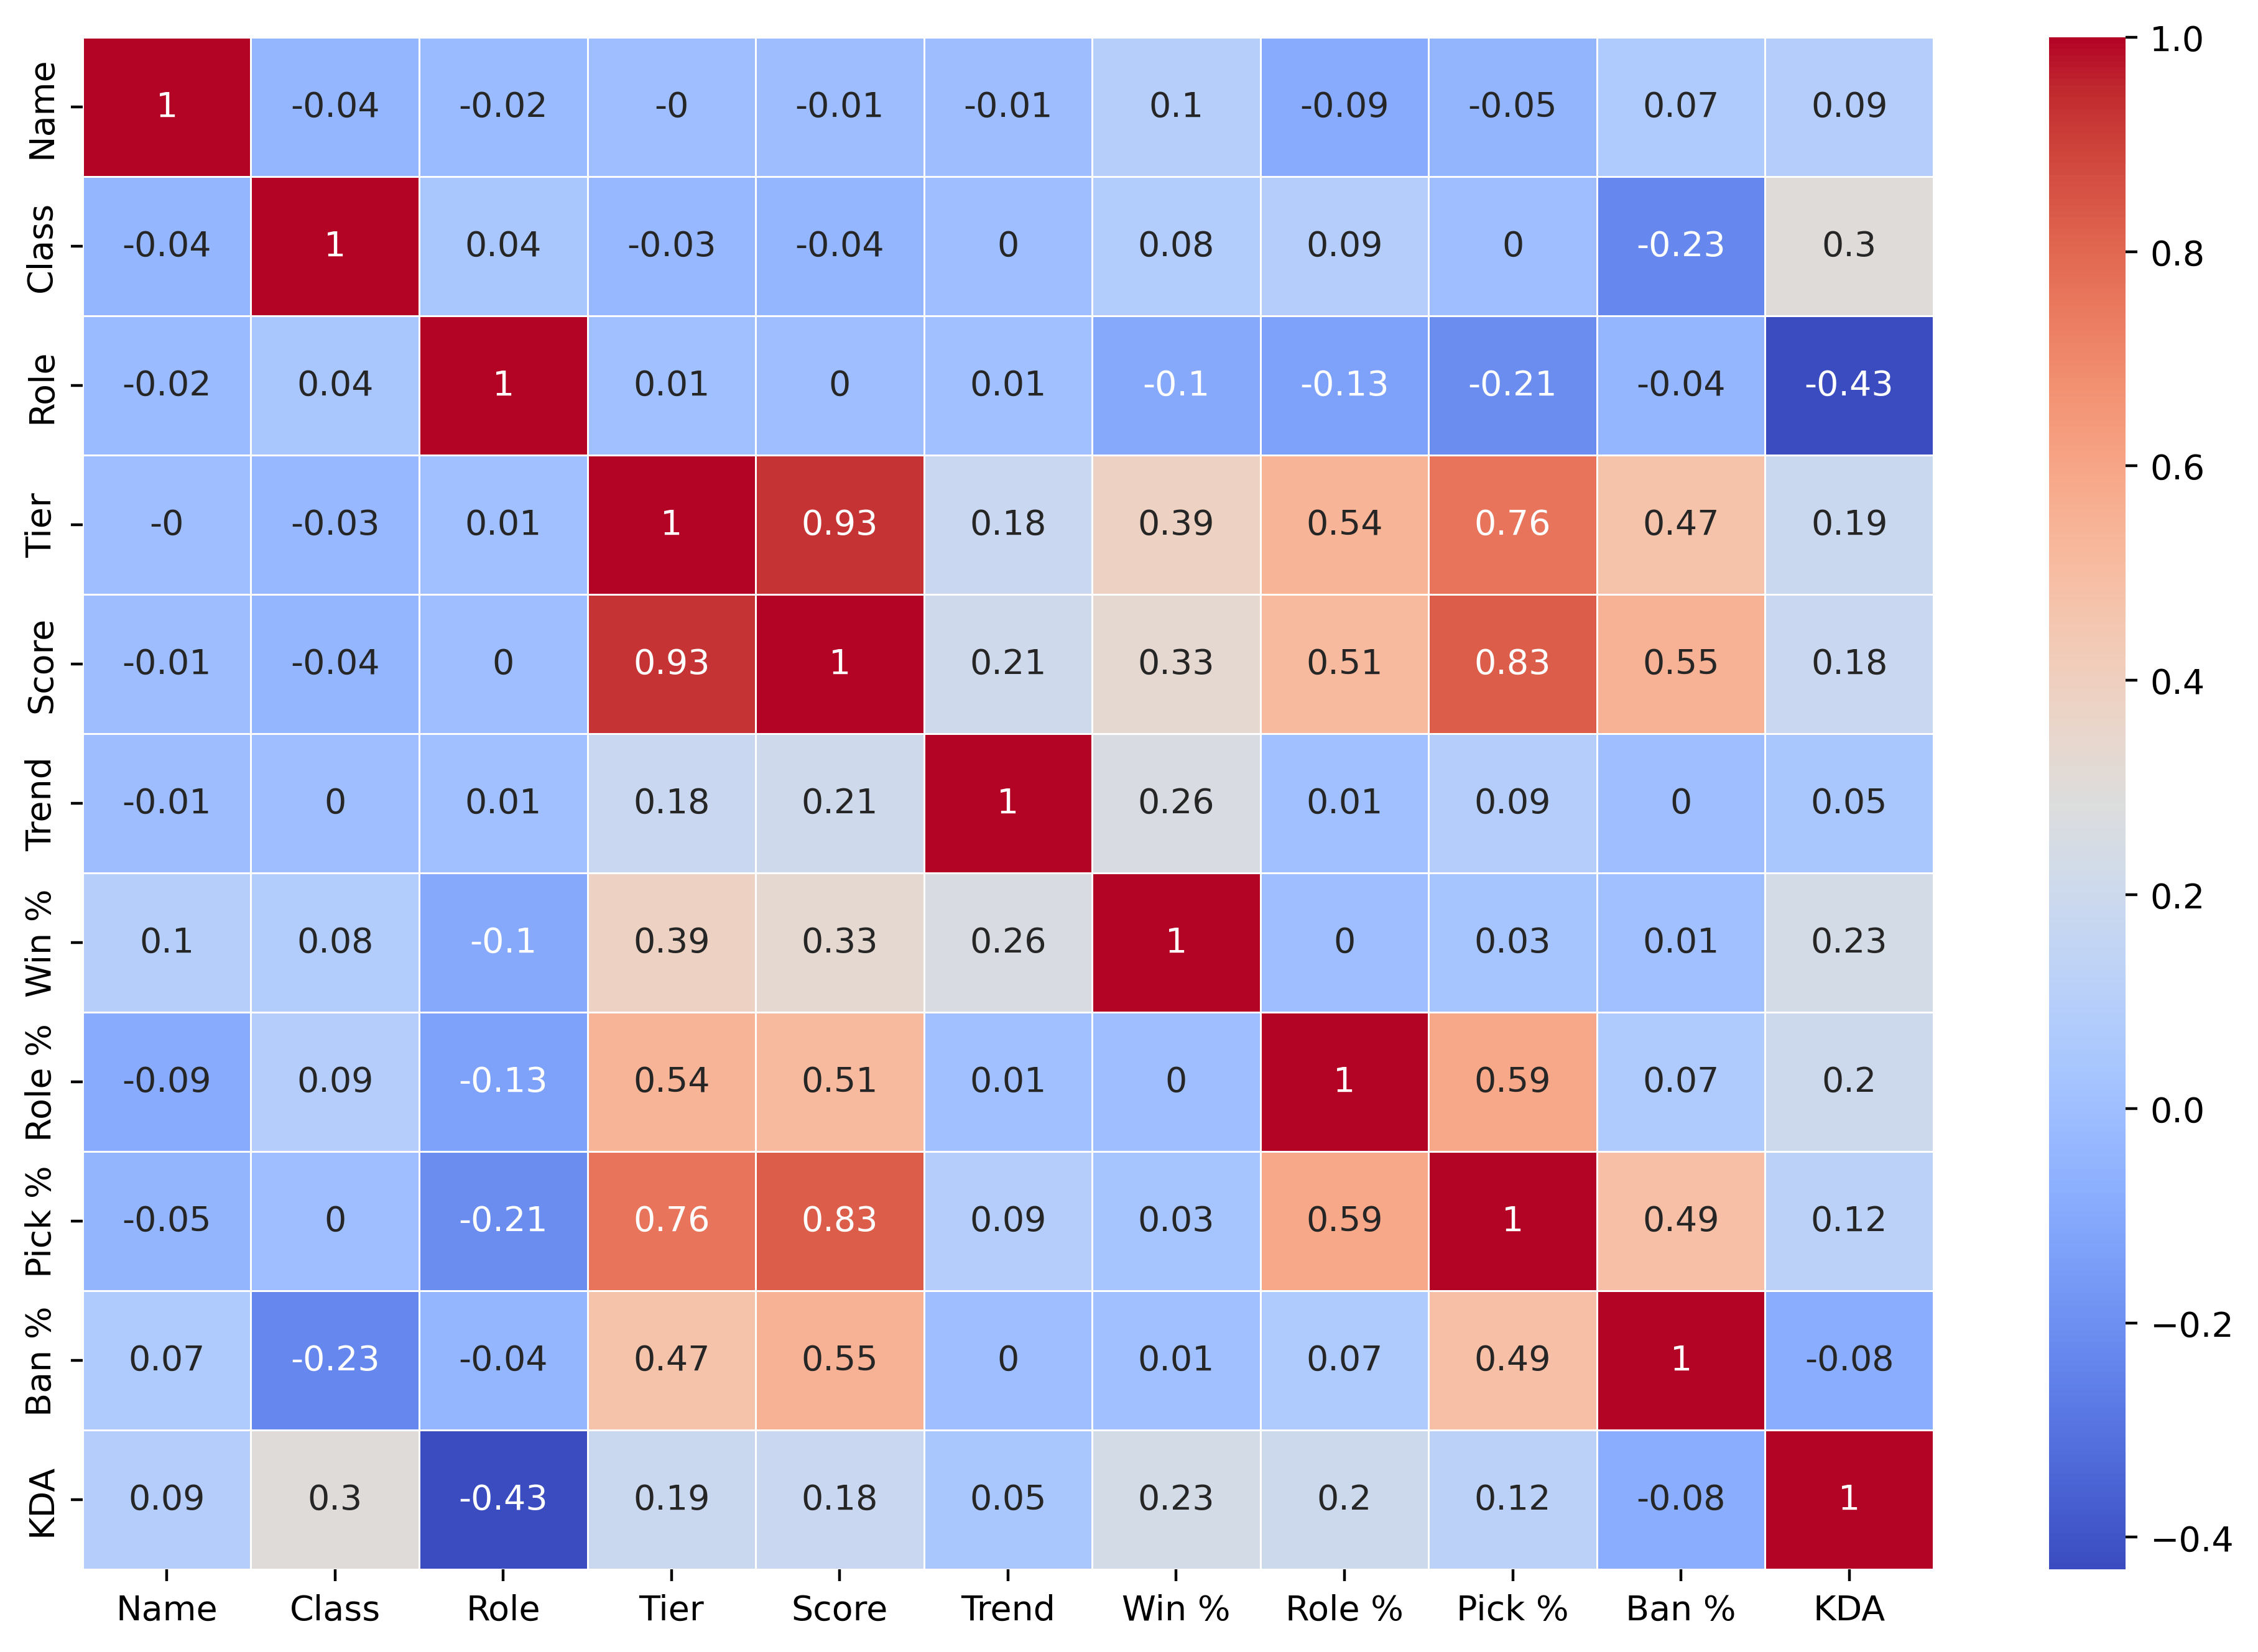 Name 1 -0.04 -0.02 -0 -0.01 -0.01 0.1 -0.09 -0.05 0.07 0.09
Class -0.04 1 0.04 -0.03 -0.04 0 0.08 0.09 0 -0.23 0.3
Role -0.02 0.04 1 0.01 0 0.01 -0.1 -0.13 -0.21 -0.04 -0.43
Tier -0 -0.03 0.01 1 0.93 0.18 0.39 0.54 0.76 0.47 0.19
Score -0.01 -0.04 0 0.93 1 0.21 0.33 0.51 0.83 0.55 0.18
Trend -0.01 0 0.01 0.18 0.21 1 0.26 0.01 0.09 0 0.05
Win % 0.1 0.08 -0.1 0.39 0.33 0.26 1 0 0.03 0.01 0.23
Role % -0.09 0.09 -0.13 0.54 0.51 0.01 0 1 0.59 0.07 0.2
Pick % -0.05 0 -0.21 0.76 0.83 0.09 0.03 0.59 1 0.49 0.12
Ban % 0.07 -0.23 -0.04 0.47 0.55 0 0.01 0.07 0.49 1 -0.08
KDA 0.09 0.3 -0.43 0.19 0.18 0.05 0.23 0.2 0.12 -0.08 1
Name Class Role Tier Score Trend Win % Role % Pick % Ban % KDA
1.0
0.8
0.6
0.4
0.2
0.0
−0.2
−0.4